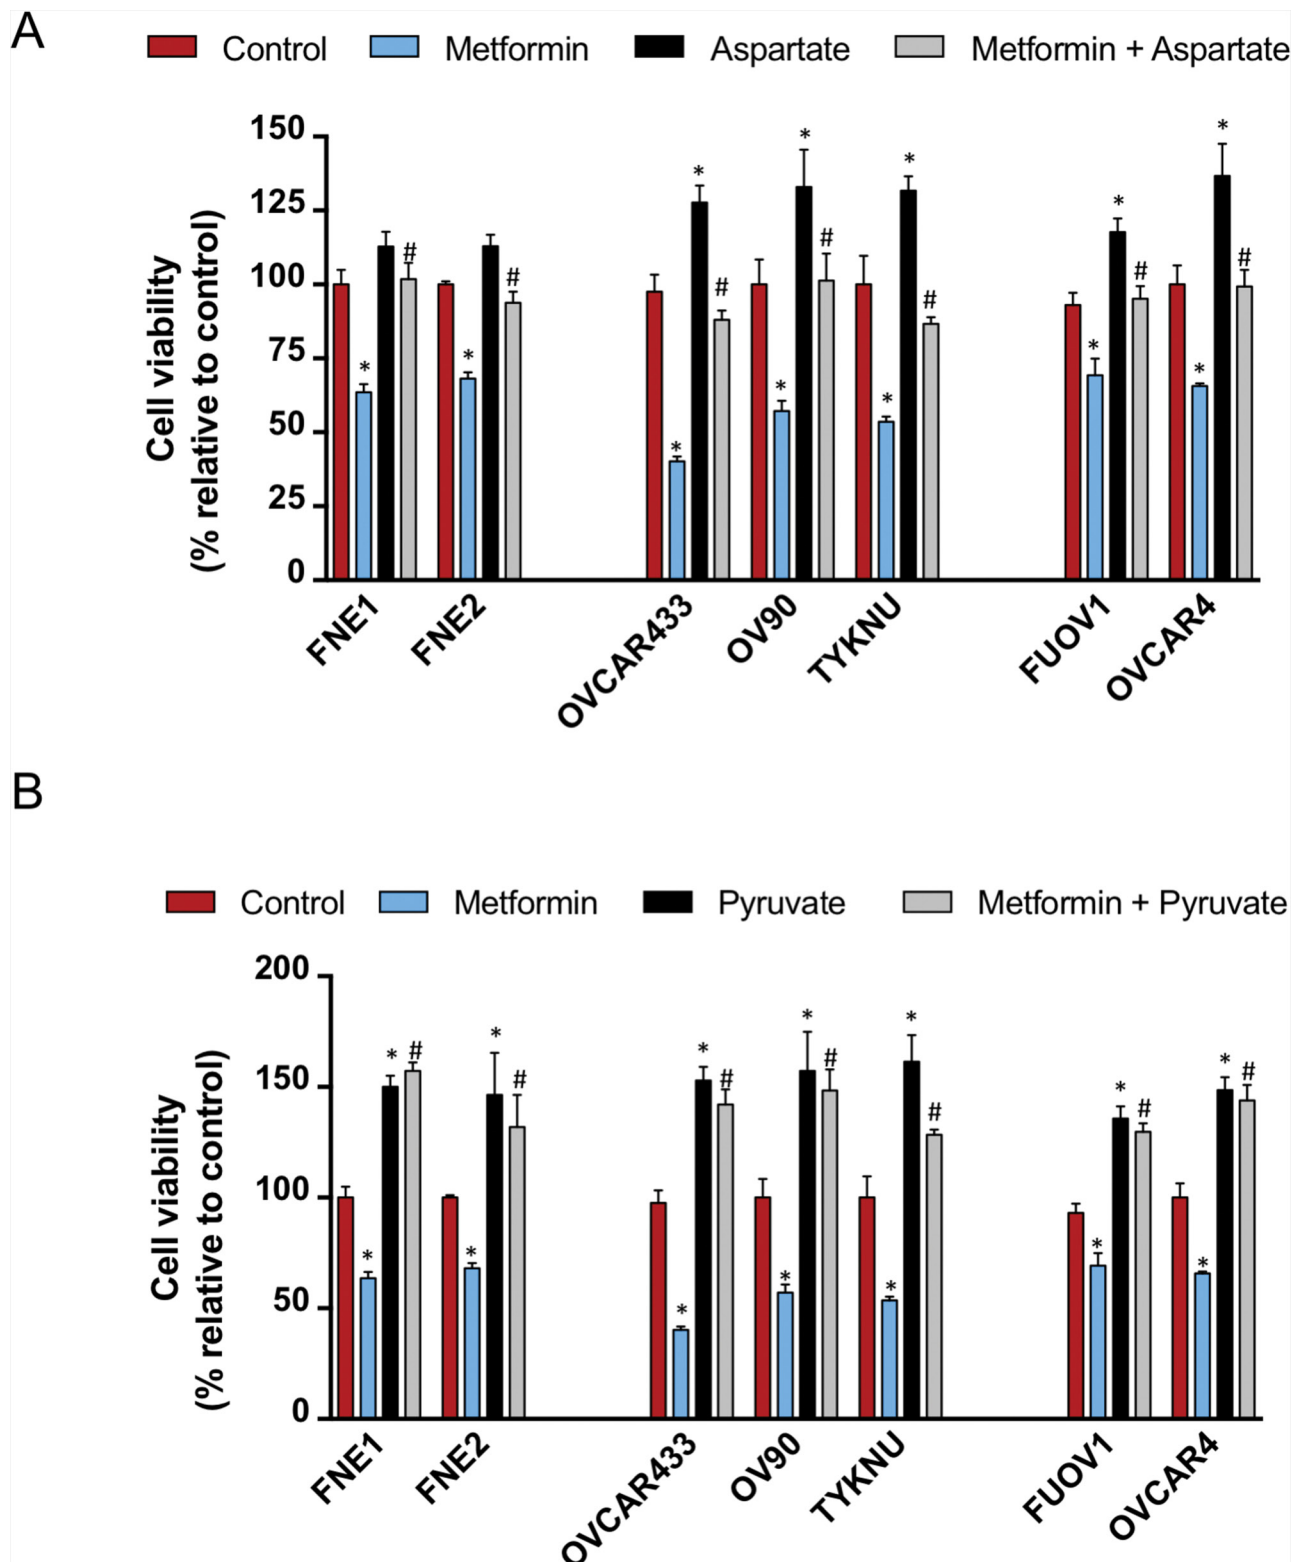 A
Control Metformin Aspartate Metformin + Aspartate
Cell viability
(% relative to control)
150
125
100
75
50
25
0
* # * # * * # * * # * * # * * # * * #
FNE1 FNE2 OVCAR433 OV90 TYKNU FUOV1 OVCAR4
B
Control Metformin Pyruvate Metformin + Pyruvate
Cell viability
(% relative to control)
200
150
100
50
0
* * # * * # * * # * * # * * # * * # * * #
FNE1 FNE2 OVCAR433 OV90 TYKNU FUOV1 OVCAR4